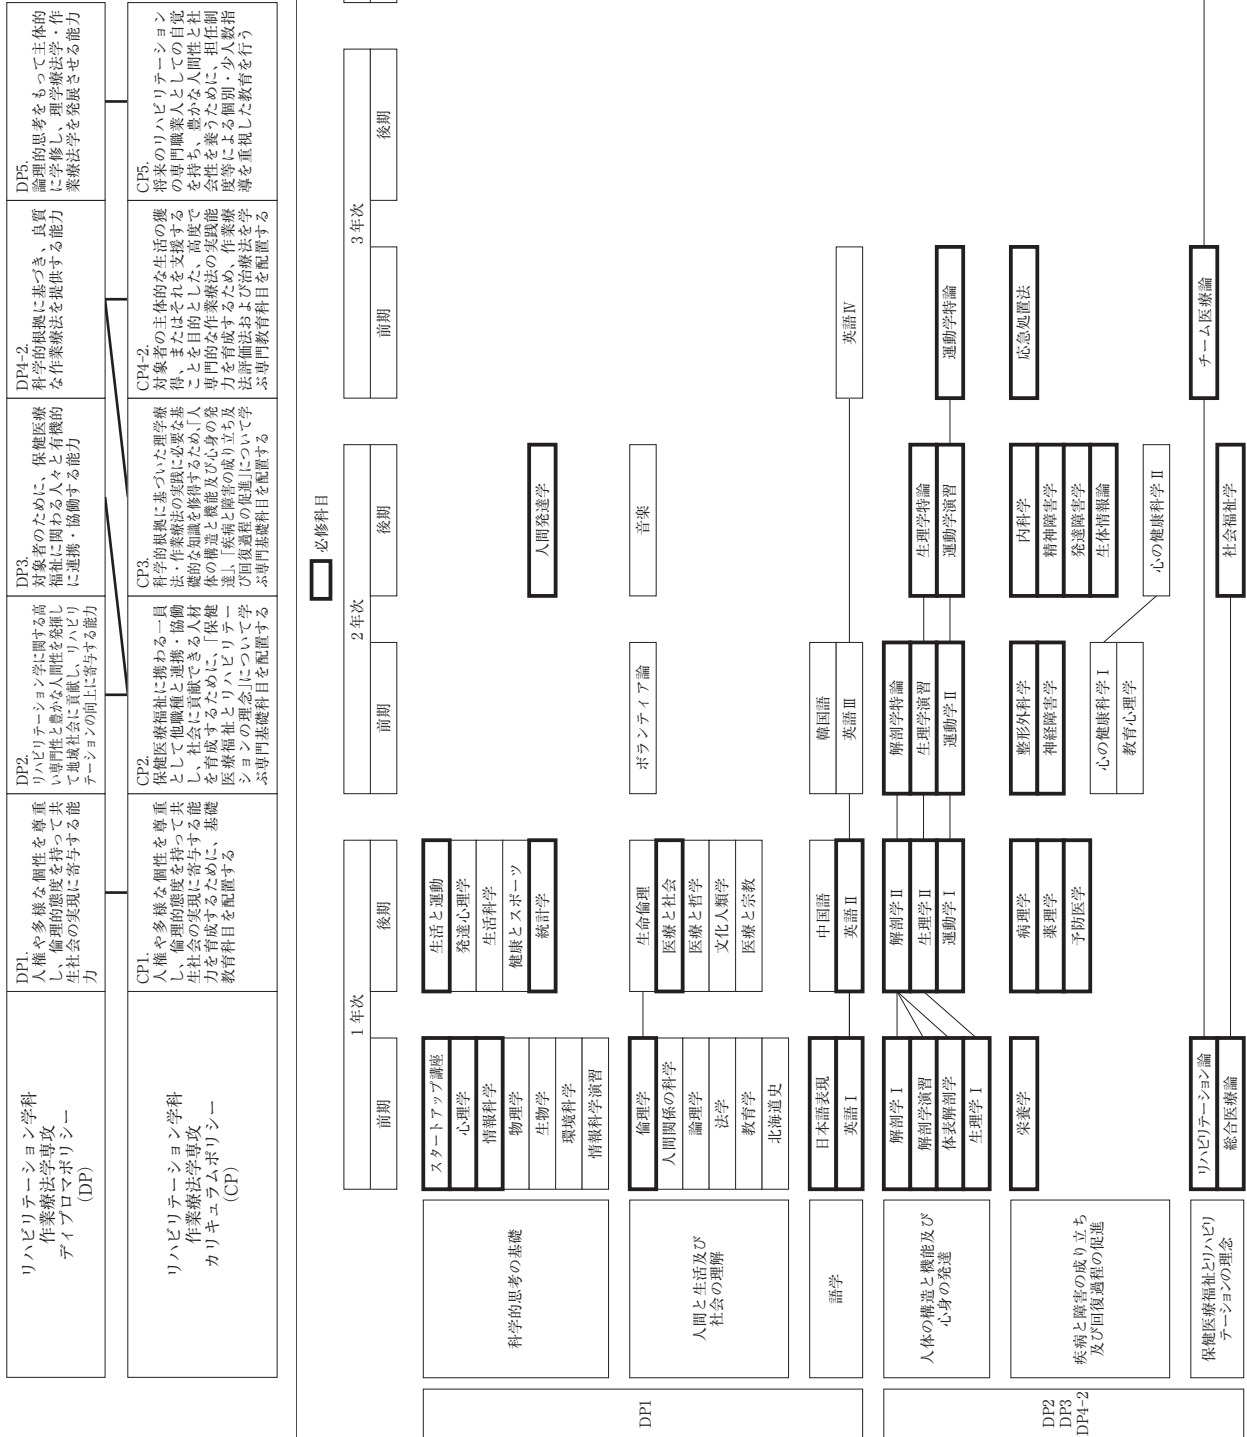 リハビリテーション学科
作業療法学専攻
ディプロマポリシー
(DP)
DP1.
人権や多様な個性を尊重
し、倫理的態度を持って共
生社会の実現に寄与する能
力
DP2.
リハビリテーション学に関する高
い専門性と豊かな人間性を発揮し
て地域社会に貢献し、リハビリ
テーションの向上に寄与する能力
DP3.
対象者のために、保健医療
福祉に関わる人々と有機的
に連携・協働する能力
DP4-2.
科学的根拠に基づき、良質
な作業療法を提供する能力
DP5.
論理的思考をもって主体的
に学修し、理学療法学・作
業療法学を発展させる能力
リハビリテーション学科
作業療法学専攻
カリキュラムポリシー
(CP)
CP1.
人権や多様な個性を尊重
し、倫理的態度を持って共
生社会の実現に寄与する能
力を育成するために、基礎
教育科目を配置する
CP2.
保健医療福祉に携わる一員
として他職種と連携・協働
し、社会に貢献できる人材
を育成するために、「保健
医療福祉とリハビリテー
ションの理念」について学
ぶ専門基礎科目を配置する
CP3.
科学的根拠に基づいた理学療
法・作業療法の実践に必要な基
礎的な知識を修得するため、「人
体の構造と機能及び心身の発
達」、「疾病と障害の成り立ち及
び回復過程の促進」について学
ぶ専門基礎科目を配置する
CP4-2.
対象者の主体的な生活の獲
得、またはそれを支援する
ことを目的とした、高度で
専門的な作業療法の実践能
力を育成するため、作業療
法評価法および治療法を学
ぶ専門教育科目を配置する
CP5.
将来のリハビリテーション
の専門職業人としての自覚
を持ち、豊かな人間性と社
会性を養うために、担任制
度等による個別・少人数指
導を重視した教育を行う
必修科目
1年次
2年次
3年次
前期
後期
前期
後期
前期
後期
DP1
科学的思考の基礎
スタートアップ講座
心理学
情報科学
物理学
生物学
環境科学
情報科学演習
生活と運動
発達心理学
生活科学
健康とスポーツ
統計学
人間発達学
人間と生活及び
社会の理解
倫理学
人間関係の科学
論理学
法学
教育学
北海道史
生命倫理
医療と社会
医療と哲学
文化人類学
医療と宗教
ボランティア論
音楽
語学
日本語表現
英語Ⅰ
中国語
英語Ⅱ
韓国語
英語Ⅲ
英語Ⅳ
DP2
DP3
DP4-2
人体の構造と機能及び
心身の発達
解剖学Ⅰ
解剖学演習
体表解剖学
生理学Ⅰ
解剖学Ⅱ
生理学Ⅱ
運動学Ⅰ
解剖学特論
生理学演習
運動学Ⅱ
生理学特論
運動学演習
運動学特論
疾病と障害の成り立ち
及び回復過程の促進
栄養学
病理学
薬理学
予防医学
整形外科学
神経障害学
心の健康科学Ⅰ
教育心理学
内科学
精神障害学
発達障害学
生体情報論
心の健康科学Ⅱ
応急処置法
保健医療福祉とリハビリ
テーションの理念
リハビリテーション論
総合医療論
社会福祉学
チーム医療論